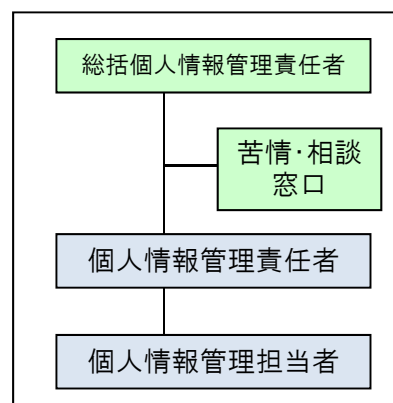 総括個人情報管理責任者
苦情・相談
窓口
個人情報管理責任者
個人情報管理担当者